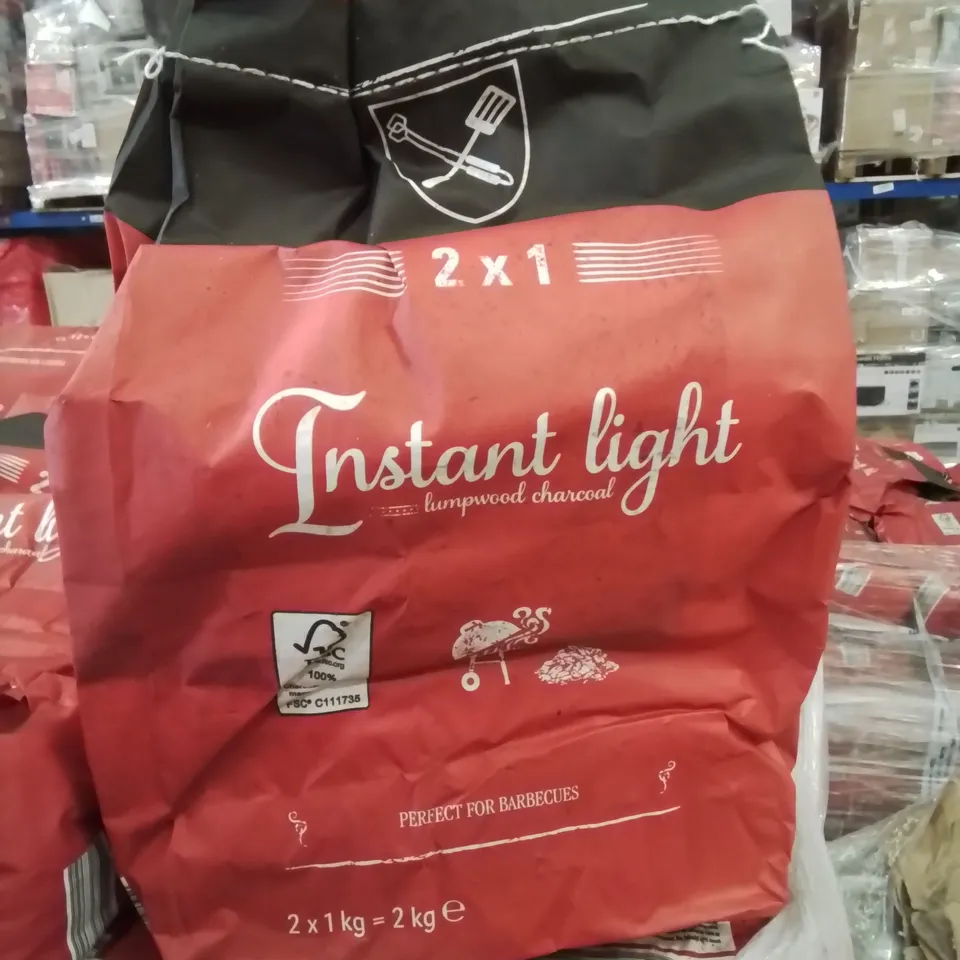 2 x 1
Instant light
lumpwood charcoal
100%
FSC® C111735
PERFECT FOR BARBECUES
2 x 1 kg = 2 kg e